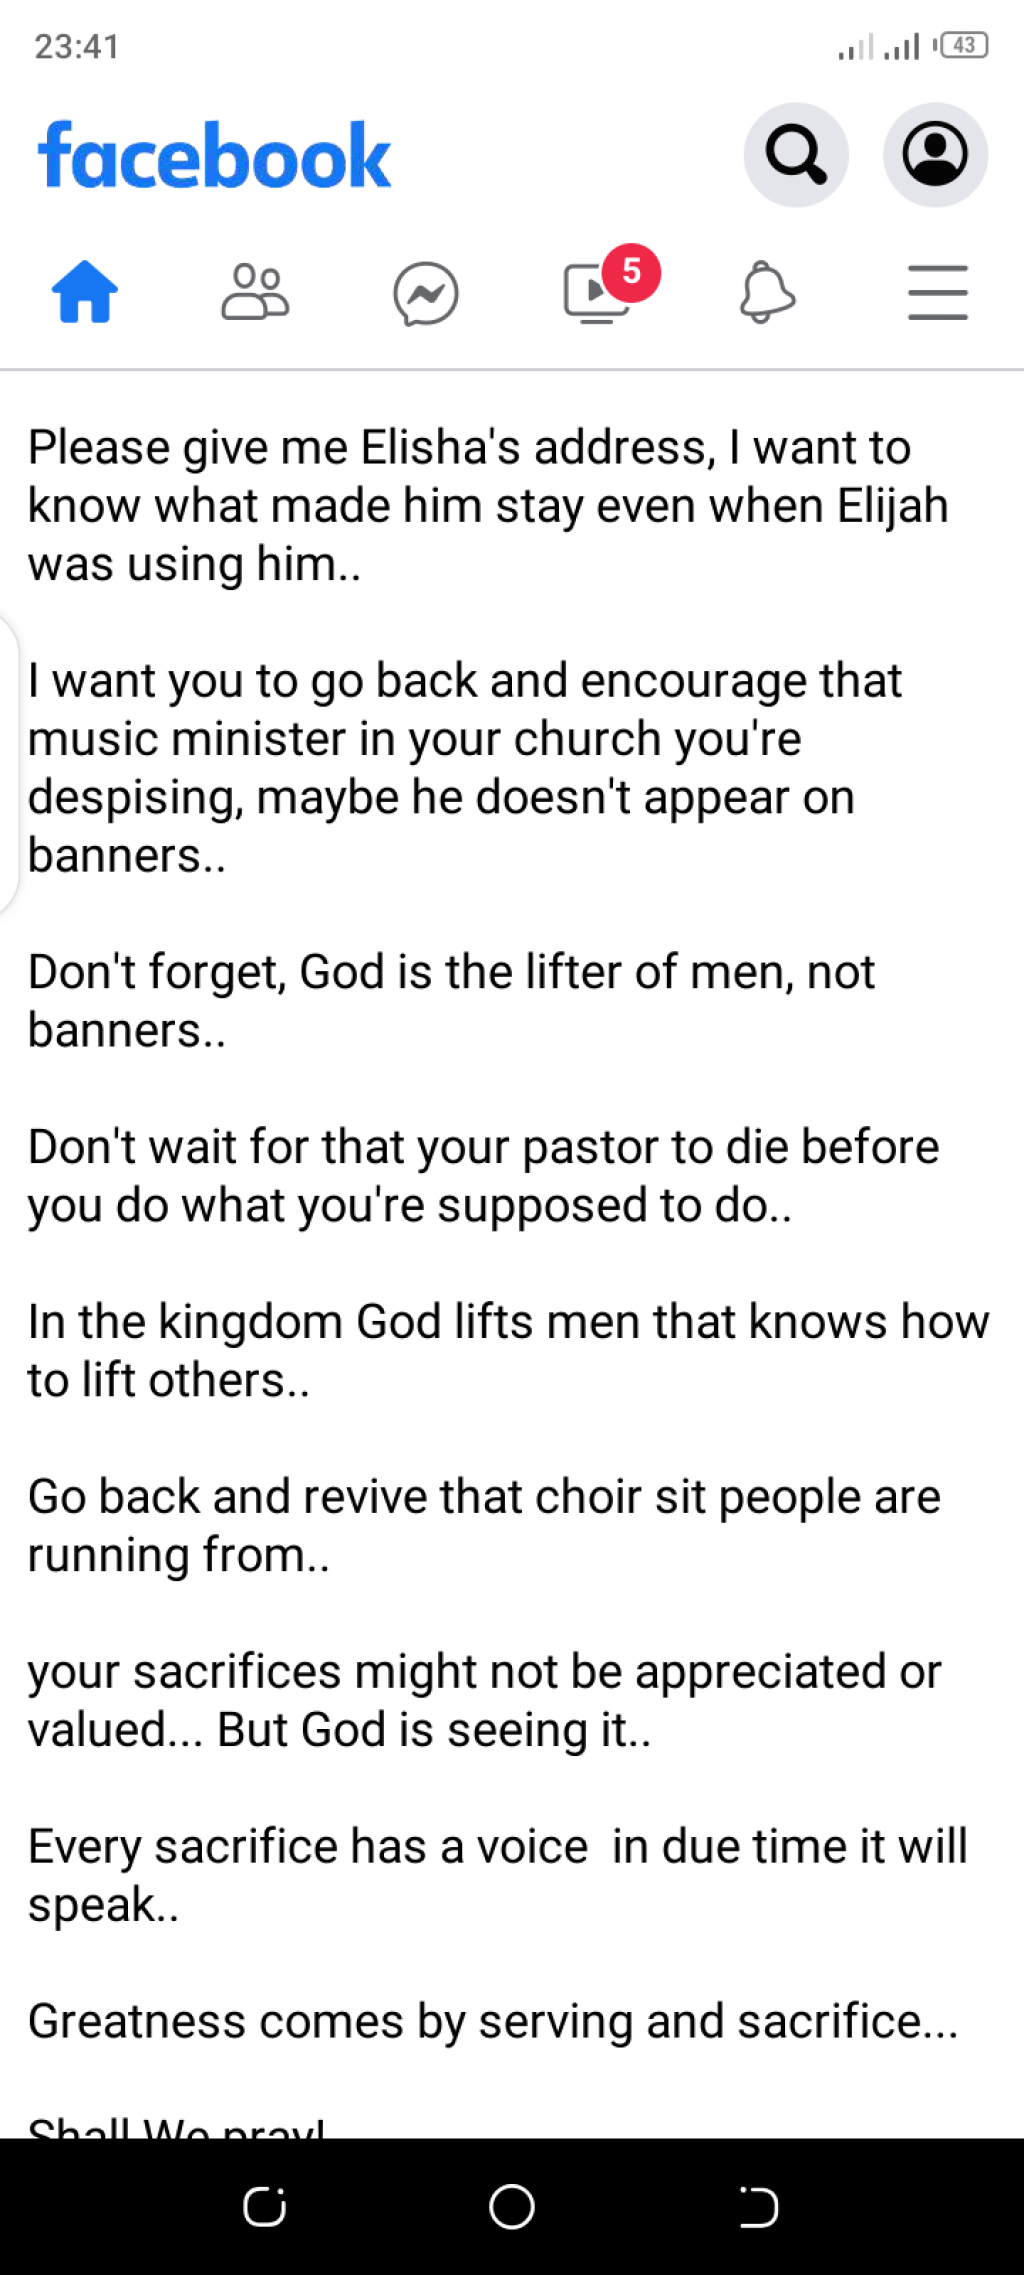 23:41
43
facebook
5
Please give me Elisha's address, I want to
know what made him stay even when Elijah
was using him..
I want you to go back and encourage that
music minister in your church you're
despising, maybe he doesn't appear on
banners..
Don't forget, God is the lifter of men, not
banners..
Don't wait for that your pastor to die before
you do what you're supposed to do..
In the kingdom God lifts men that knows how
to lift others..
Go back and revive that choir sit people are
running from..
your sacrifices might not be appreciated or
valued... But God is seeing it..
Every sacrifice has a voice  in due time it will
speak..
Greatness comes by serving and sacrifice...
Shall We pray!